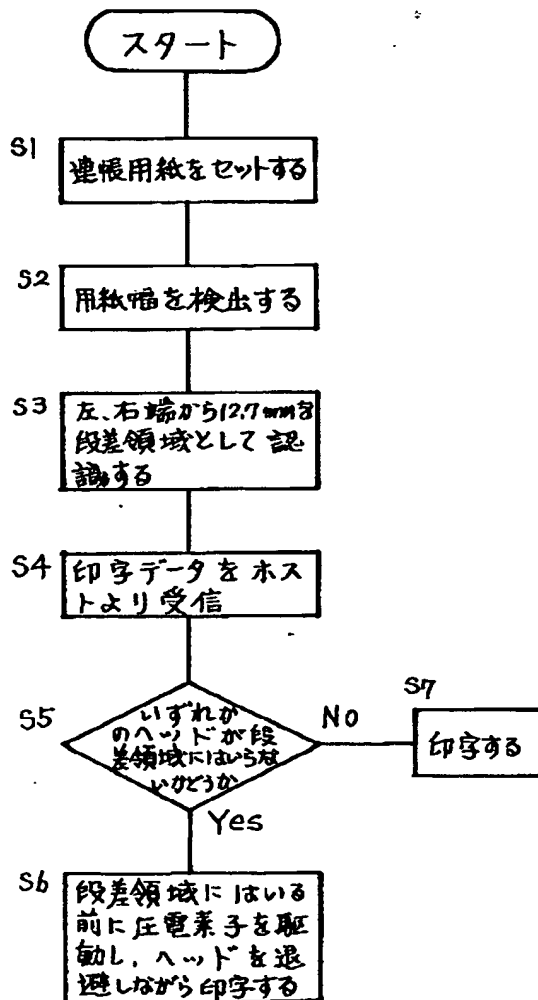 スタート
S1
連帳用紙をセットする
S2
用紙幅を検出する
S3
左、右端から12.7mmを
段差領域として認
識する
S4
印字データをホス
トより受信
S5
いずれか
のヘッドが段
差領域にはいらな
いかどうか
No
S7
印字する
Yes
S6
段差領域にはいる
前に圧電素子を駆
動し、ヘッドを退
避しながら印字する